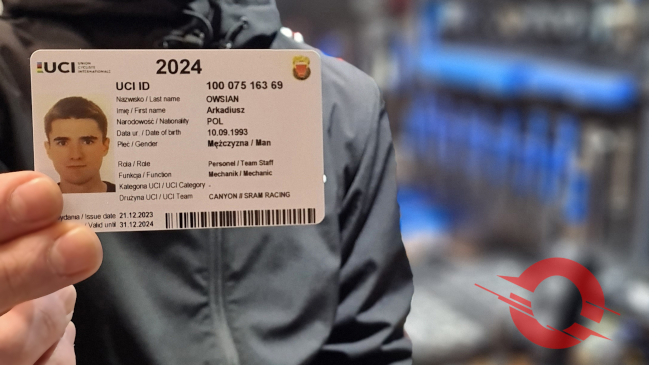 UCI UNION CYCLISTE INTERNATIONALE
2024
UCI ID 100 075 163 69
Nazwisko / Last name OWSIAN
Imię / First name Arkadiusz
Narodowość / Nationality POL
Data ur. / Date of birth 10.09.1993
Płeć / Gender Mężczyzna / Man
Rola / Role Personel / Team Staff
Funkcja / Function Mechanik / Mechanic
Kategoria UCI / UCI Category -
Drużyna UCI / UCI Team CANYON // SRAM RACING
/ Issue date 21.12.2023
/ Valid until 31.12.2024